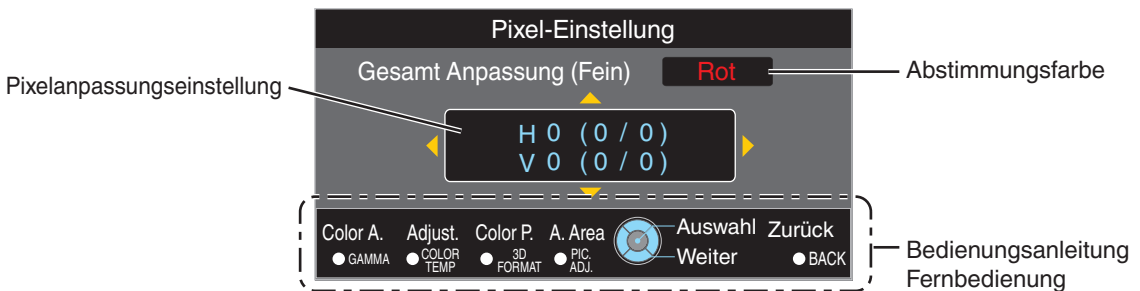 Pixel-Einstellung
Gesamt Anpassung (Fein) Rot
Abstimmungsfarbe
Pixelanpassungseinstellung
H 0 (0 / 0)
V 0 (0 / 0)
Color A. Adjust. Color P. A. Area Auswahl Zurück
GAMMA COLOR TEMP 3D FORMAT PIC. ADJ. Weiter BACK
Bedienungsanleitung
Fernbedienung